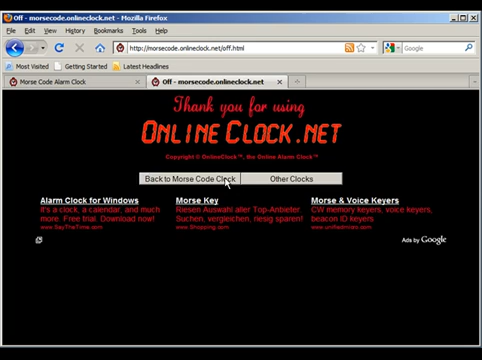 Off - morsecode.onlineclock.net - Mozilla Firefox
File Edit View History Bookmarks Tools Help
http://morsecode.onlineclock.net/off.html
Google
Most Visited Getting Started Latest Headlines
Morse Code Alarm Clock
Off - morsecode.onlineclock.net
Thank you for using
ONLINECLOCK.NET
Copyright © OnlineClock™, the Online Alarm Clock™
Back to Morse Code Clock
Other Clocks
Alarm Clock for Windows
It's a clock, a calendar, and much
more. Free trial. Download now!
www.SayTheTime.com
Morse Key
Riesen Auswahl aller Top-Anbieter
Suchen, vergleichen, riesig sparen!
www.Shopping.com
Morse & Voice Keyers
CW memory keyers, voice keyers,
beacon ID keyers
www.unifiedmicro.com
Ads by Google
Done